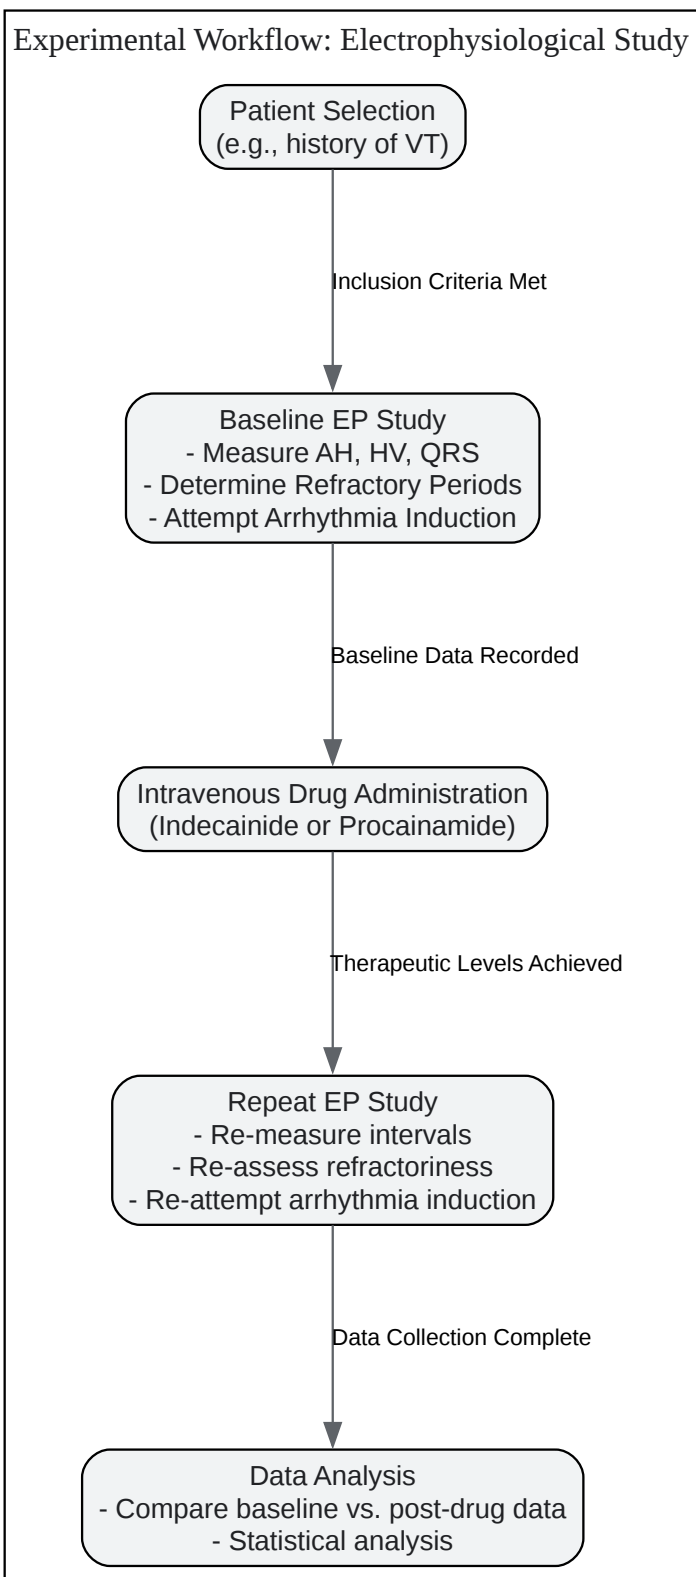 Experimental Workflow: Electrophysiological Study
Patient Selection
(e.g., history of VT)
Inclusion Criteria Met
Baseline EP Study
- Measure AH, HV, QRS
- Determine Refractory Periods
- Attempt Arrhythmia Induction
Baseline Data Recorded
Intravenous Drug Administration
(Indecainide or Procainamide)
Therapeutic Levels Achieved
Repeat EP Study
- Re-measure intervals
- Re-assess refractoriness
- Re-attempt arrhythmia induction
Data Collection Complete
Data Analysis
- Compare baseline vs. post-drug data
- Statistical analysis